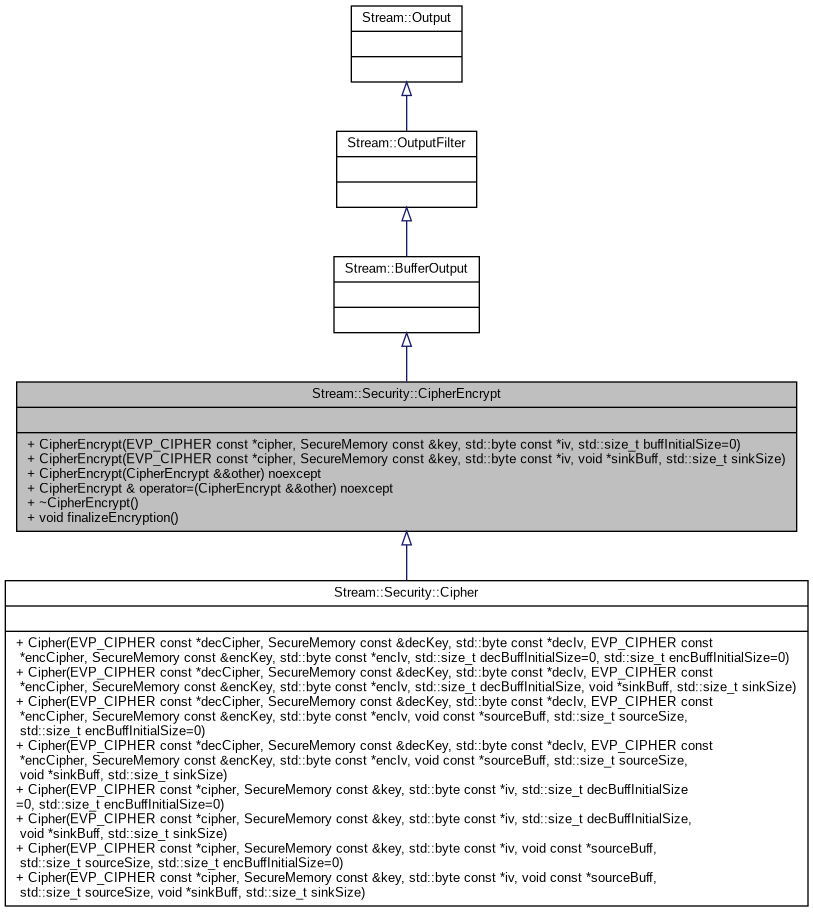 Stream::Output
Stream::OutputFilter
Stream::BufferOutput
Stream::Security::CipherEncrypt
+ CipherEncrypt(EVP_CIPHER const *cipher, SecureMemory const &key, std::byte const *iv, std::size_t buffInitialSize=0)
+ CipherEncrypt(EVP_CIPHER const *cipher, SecureMemory const &key, std::byte const *iv, void *sinkBuff, std::size_t sinkSize)
+ CipherEncrypt(CipherEncrypt &&other) noexcept
+ CipherEncrypt & operator=(CipherEncrypt &&other) noexcept
+ ~CipherEncrypt()
+ void finalizeEncryption()
Stream::Security::Cipher
+ Cipher(EVP_CIPHER const *decCipher, SecureMemory const &decKey, std::byte const *decIv, EVP_CIPHER const
*encCipher, SecureMemory const &encKey, std::byte const *encIv, std::size_t decBuffInitialSize=0, std::size_t encBuffInitialSize=0)
+ Cipher(EVP_CIPHER const *decCipher, SecureMemory const &decKey, std::byte const *decIv, EVP_CIPHER const
*encCipher, SecureMemory const &encKey, std::byte const *encIv, std::size_t decBuffInitialSize, void *sinkBuff, std::size_t sinkSize)
+ Cipher(EVP_CIPHER const *decCipher, SecureMemory const &decKey, std::byte const *decIv, EVP_CIPHER const
*encCipher, SecureMemory const &encKey, std::byte const *encIv, void const *sourceBuff, std::size_t sourceSize,
std::size_t encBuffInitialSize=0)
+ Cipher(EVP_CIPHER const *decCipher, SecureMemory const &decKey, std::byte const *decIv, EVP_CIPHER const
*encCipher, SecureMemory const &encKey, std::byte const *encIv, void const *sourceBuff, std::size_t sourceSize,
void *sinkBuff, std::size_t sinkSize)
+ Cipher(EVP_CIPHER const *cipher, SecureMemory const &key, std::byte const *iv, std::size_t decBuffInitialSize
=0, std::size_t encBuffInitialSize=0)
+ Cipher(EVP_CIPHER const *cipher, SecureMemory const &key, std::byte const *iv, std::size_t decBuffInitialSize,
void *sinkBuff, std::size_t sinkSize)
+ Cipher(EVP_CIPHER const *cipher, SecureMemory const &key, std::byte const *iv, void const *sourceBuff,
std::size_t sourceSize, std::size_t encBuffInitialSize=0)
+ Cipher(EVP_CIPHER const *cipher, SecureMemory const &key, std::byte const *iv, void const *sourceBuff,
std::size_t sourceSize, void *sinkBuff, std::size_t sinkSize)